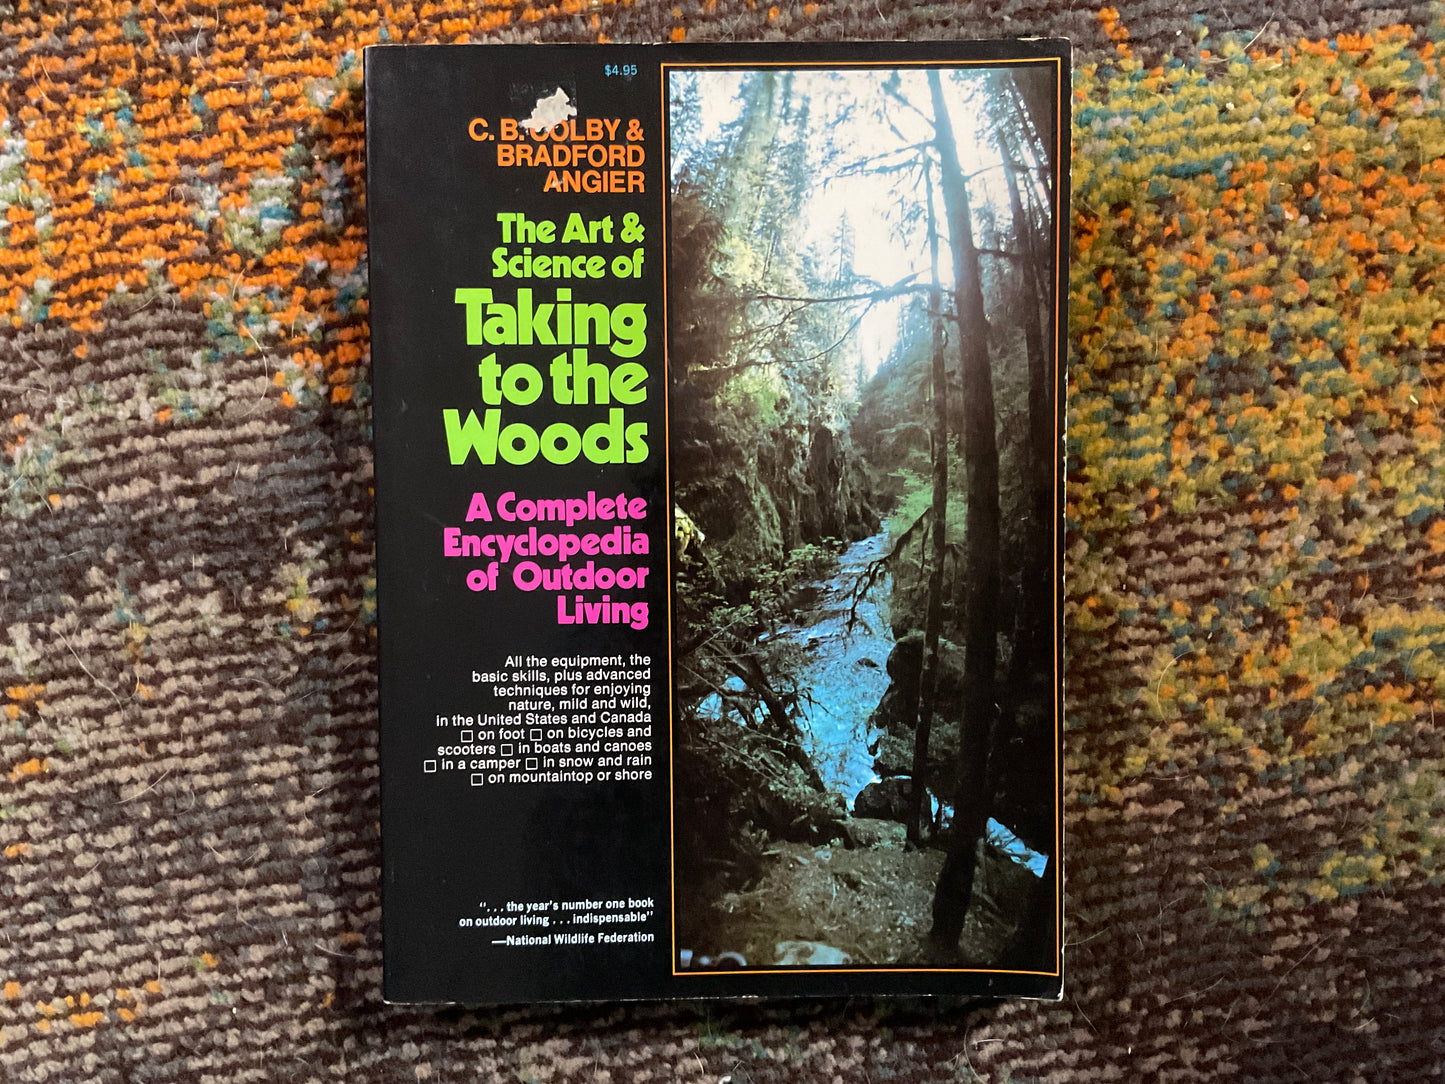 $4.95
C. B. COLBY &
BRADFORD
ANGIER
The Art &
Science of
Taking
to the
Woods
A Complete
Encyclopedia
of Outdoor
Living
All the equipment, the
basic skills, plus advanced
techniques for enjoying
nature, mild and wild,
in the United States and Canada
☐ on foot ☐ on bicycles and
scooters ☐ in boats and canoes
☐ in a camper ☐ in snow and rain
☐ on mountaintop or shore
“. . . the year's number one book
on outdoor living . . . indispensable”
—National Wildlife Federation